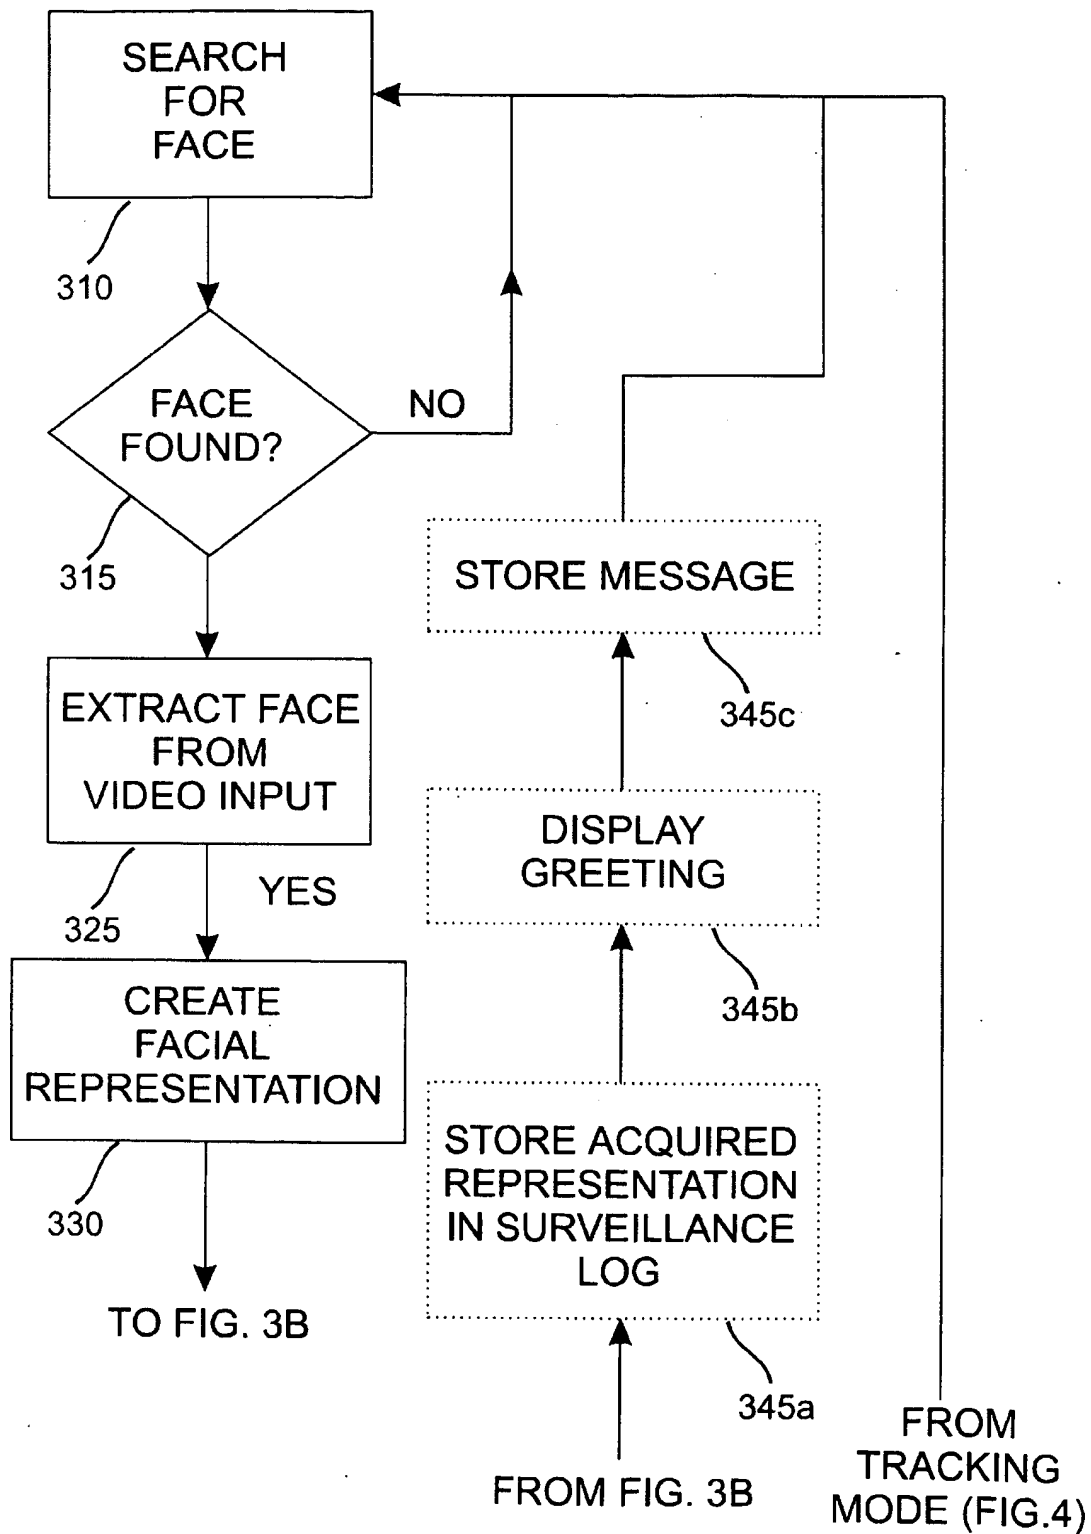 SEARCH
FOR
FACE
310
FACE
FOUND?
NO
315
EXTRACT FACE
FROM
VIDEO INPUT
325
YES
CREATE
FACIAL
REPRESENTATION
330
TO FIG. 3B
STORE MESSAGE
345c
DISPLAY
GREETING
345b
STORE ACQUIRED
REPRESENTATION
IN SURVEILLANCE
LOG
345a
FROM FIG. 3B
FROM
TRACKING
MODE (FIG.4)